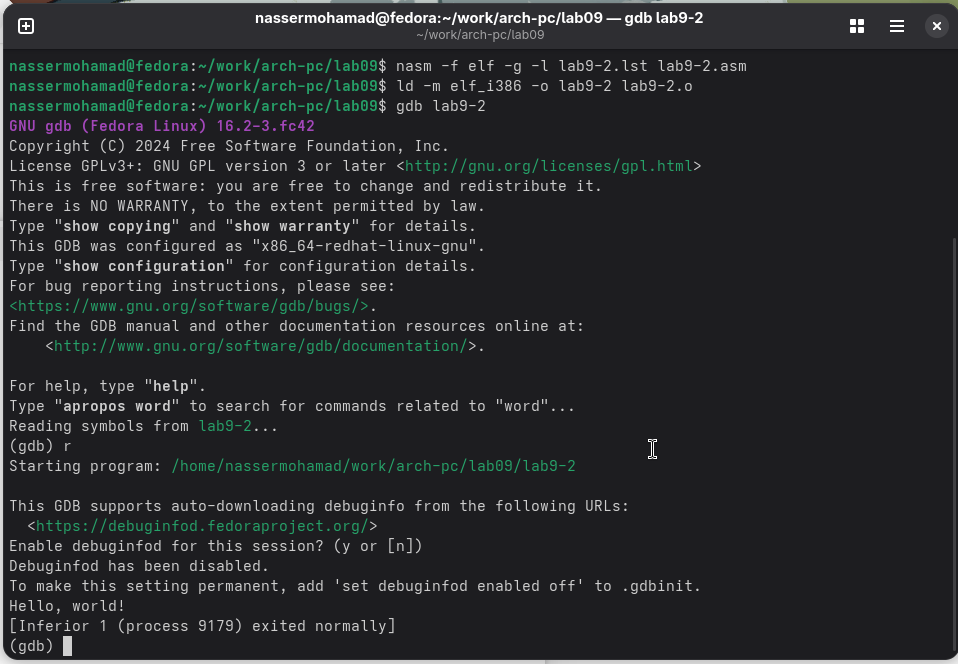 nassermohamad@fedora:~/work/arch-pc/lab09 — gdb lab9-2
~/work/arch-pc/lab09
nassermohamad@fedora:~/work/arch-pc/lab09$ nasm -f elf -g -l lab9-2.lst lab9-2.asm
nassermohamad@fedora:~/work/arch-pc/lab09$ ld -m elf_i386 -o lab9-2 lab9-2.o
nassermohamad@fedora:~/work/arch-pc/lab09$ gdb lab9-2
GNU gdb (Fedora Linux) 16.2-3.fc42
Copyright (C) 2024 Free Software Foundation, Inc.
License GPLv3+: GNU GPL version 3 or later <http://gnu.org/licenses/gpl.html>
This is free software: you are free to change and redistribute it.
There is NO WARRANTY, to the extent permitted by law.
Type "show copying" and "show warranty" for details.
This GDB was configured as "x86_64-redhat-linux-gnu".
Type "show configuration" for configuration details.
For bug reporting instructions, please see:
<https://www.gnu.org/software/gdb/bugs/>.
Find the GDB manual and other documentation resources online at:
    <http://www.gnu.org/software/gdb/documentation/>.
For help, type "help".
Type "apropos word" to search for commands related to "word"...
Reading symbols from lab9-2...
(gdb) r
Starting program: /home/nassermohamad/work/arch-pc/lab09/lab9-2
This GDB supports auto-downloading debuginfo from the following URLs:
  <https://debuginfod.fedoraproject.org/>
Enable debuginfod for this session? (y or [n])
Debuginfod has been disabled.
To make this setting permanent, add 'set debuginfod enabled off' to .gdbinit.
Hello, world!
[Inferior 1 (process 9179) exited normally]
(gdb)